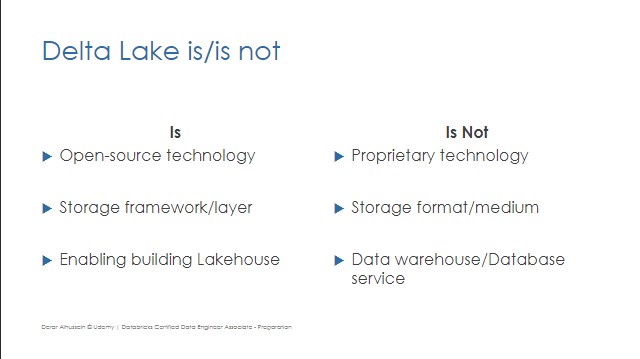 Delta Lake is/is not
Is
Open-source technology
Storage framework/layer
Enabling building Lakehouse
Is Not
Proprietary technology
Storage format/medium
Data warehouse/Database
service
Derar Alhussein © Udemy | Databricks Certified Data Engineer Associate - Preparation